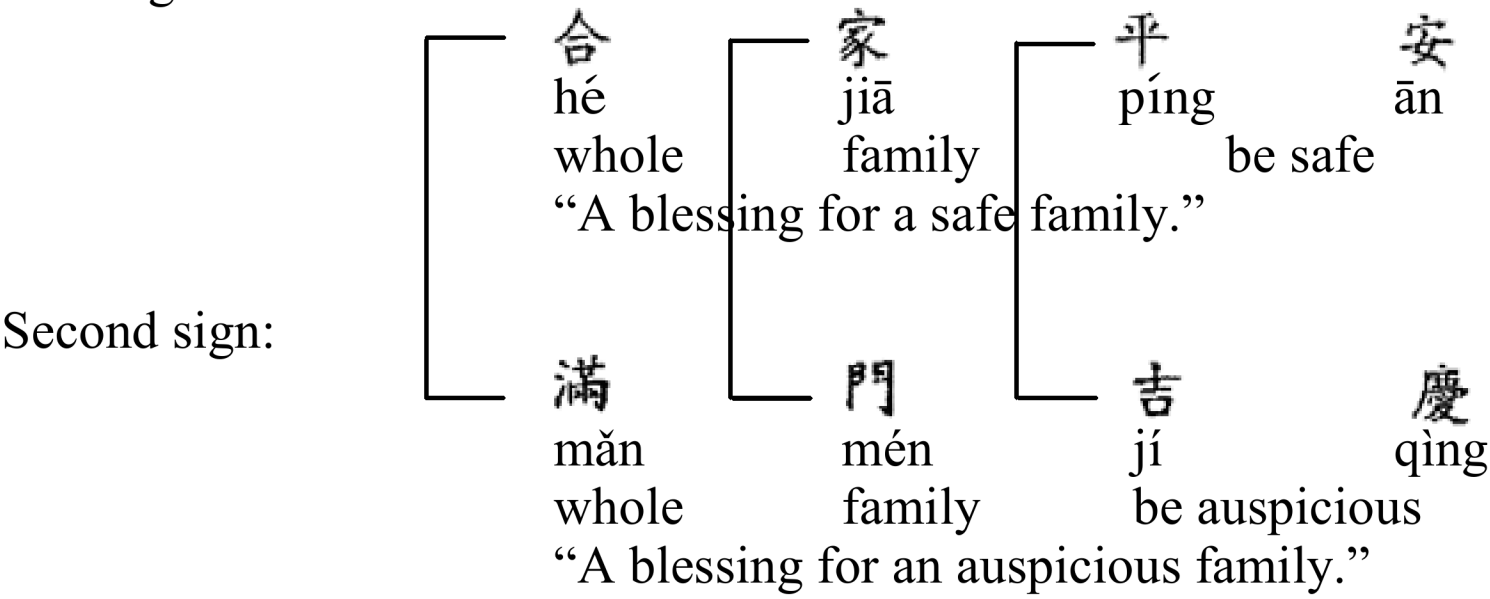 合 家 平 安
hé jiā píng ān
whole family be safe
“A blessing for a safe family.”
Second sign:
滿 門 吉 慶
mǎn mén jí qìng
whole family be auspicious
“A blessing for an auspicious family.”